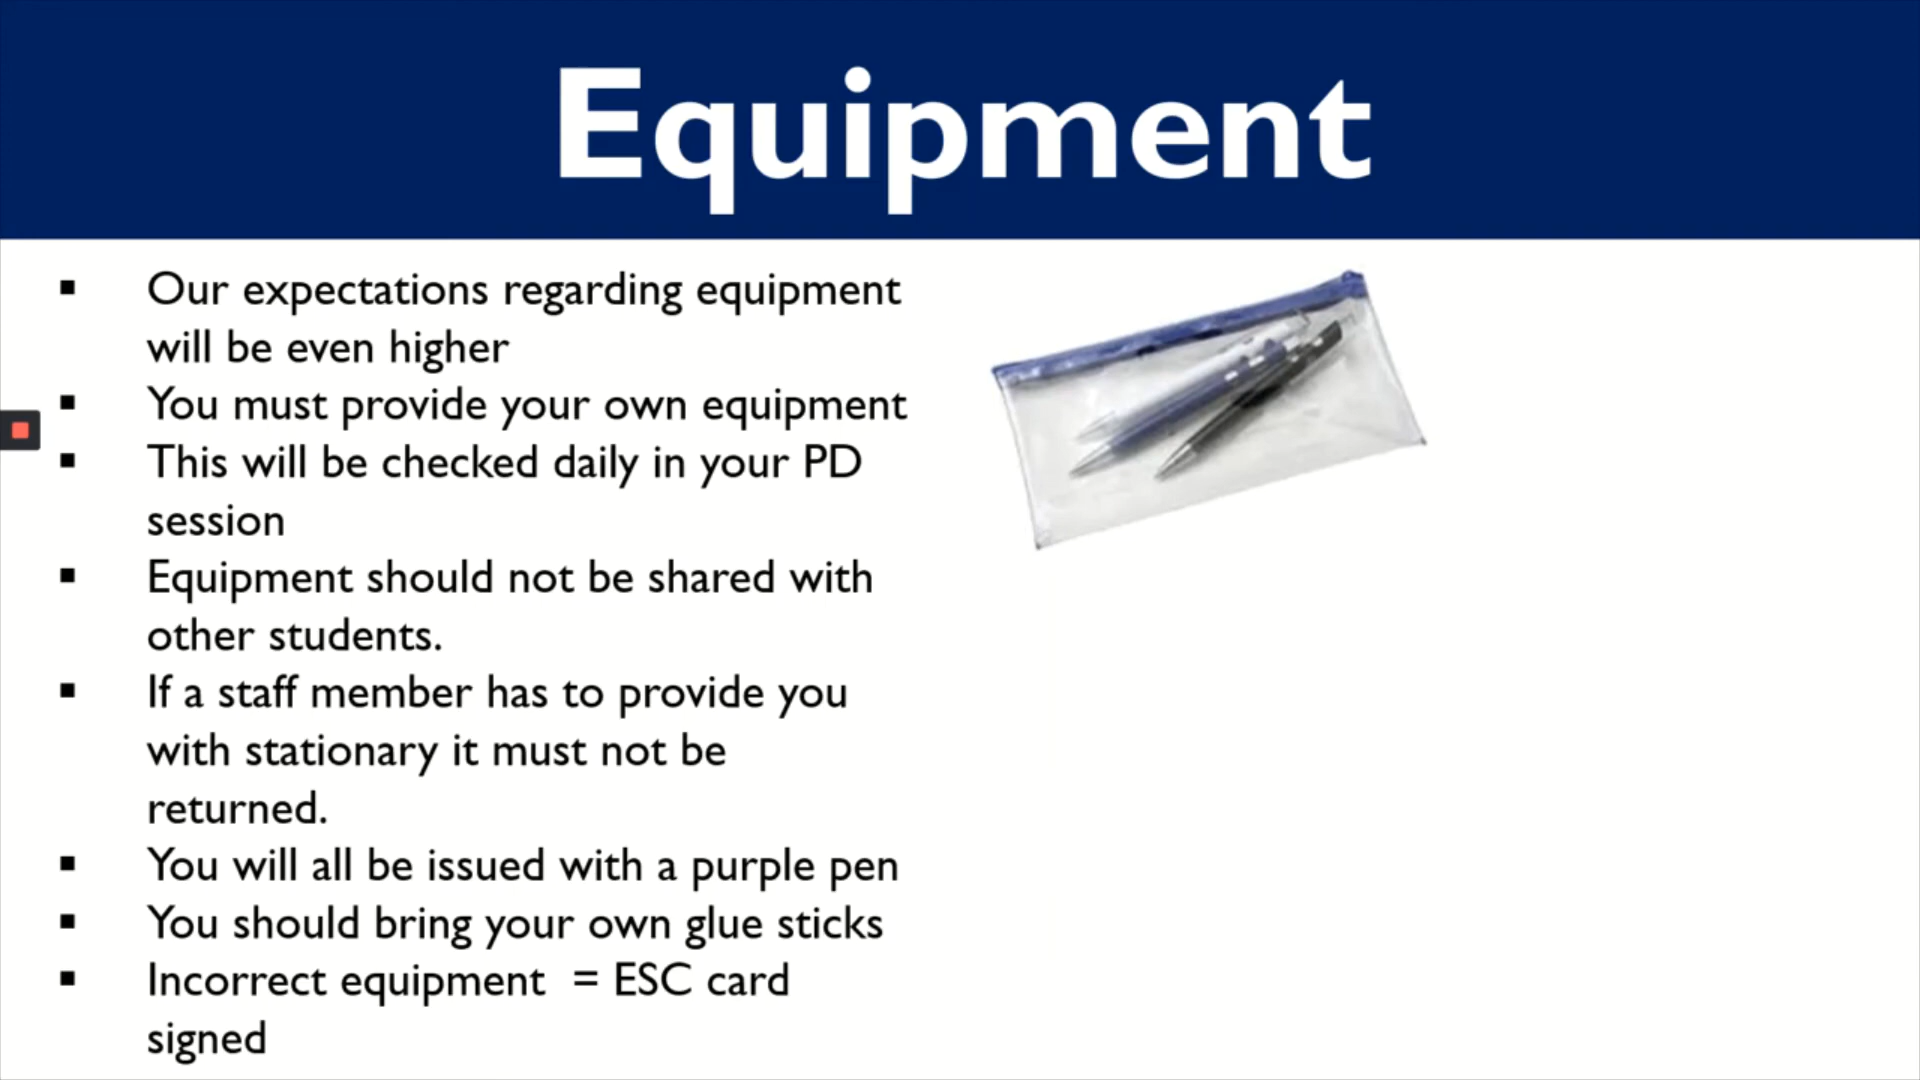 Equipment
▪ Our expectations regarding equipment
will be even higher
▪ You must provide your own equipment
▪ This will be checked daily in your PD
session
▪ Equipment should not be shared with
other students.
▪ If a staff member has to provide you
with stationary it must not be
returned.
▪ You will all be issued with a purple pen
▪ You should bring your own glue sticks
▪ Incorrect equipment  = ESC card
signed